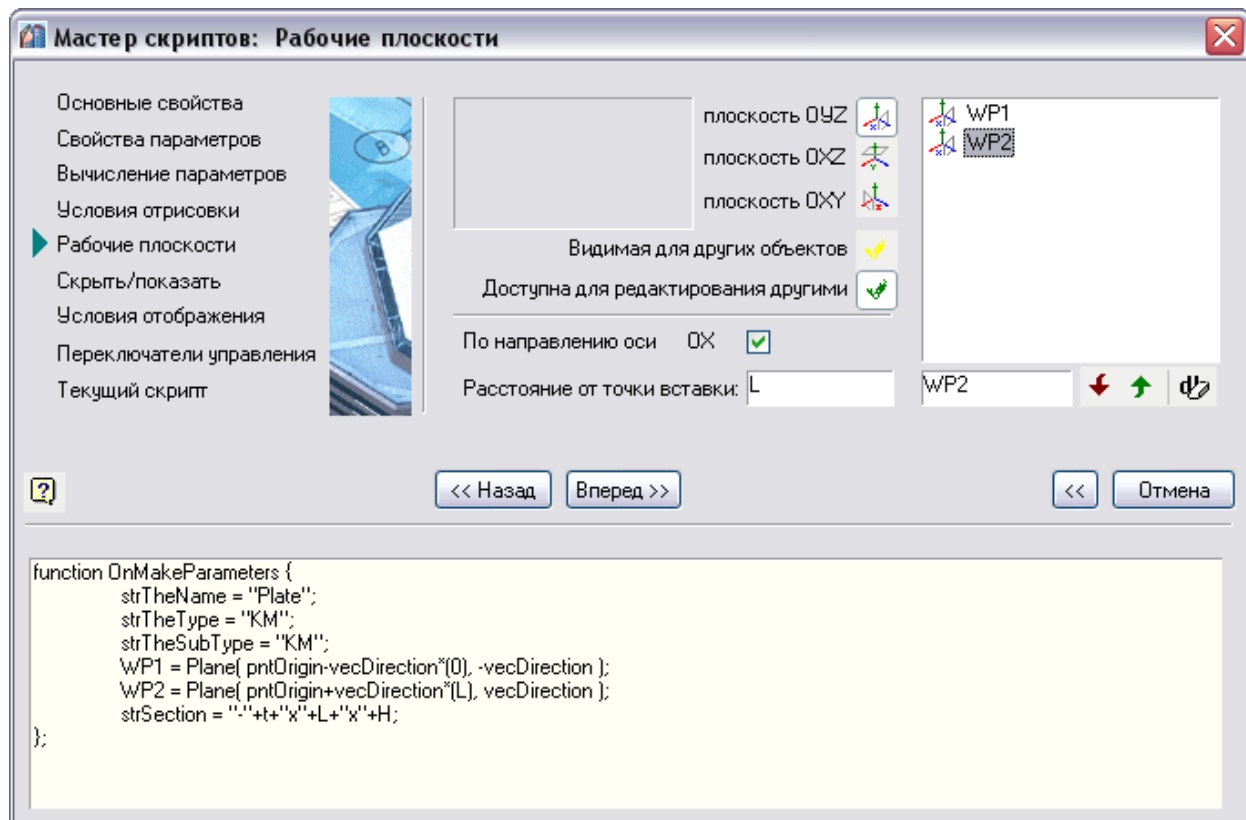 Мастер скриптов: Рабочие плоскости
Основные свойства
Свойства параметров
Вычисление параметров
Условия отрисовки
Рабочие плоскости
Скрыть/показать
Условия отображения
Переключатели управления
Текущий скрипт
B
плоскость OYZ
плоскость OXZ
плоскость OXY
Видимая для других объектов
Доступна для редактирования другими
По направлению оси OX
Расстояние от точки вставки: L
WP1
WP2
WP2
<< Назад
Вперед >>
<<
Отмена
function OnMakeParameters {
strTheName = "Plate";
strTheType = "KM";
strTheSubType = "KM";
WP1 = Plane( pntOrigin-vecDirection*(0), -vecDirection );
WP2 = Plane( pntOrigin+vecDirection*(L), vecDirection );
strSection = "-"+t+"x"+L+"x"+H;
};